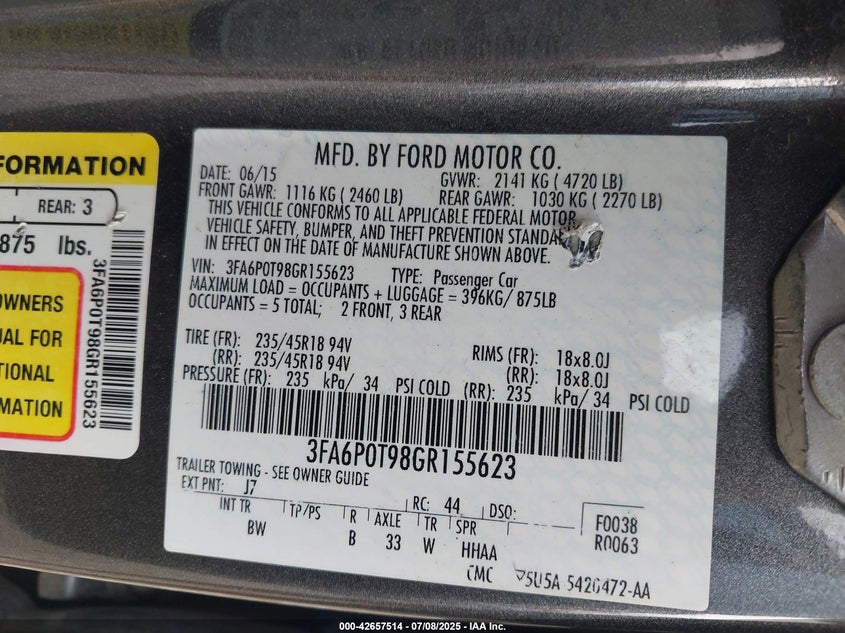 FORMATION
REAR: 3
875 lbs.
OWNERS
UAL FOR
TIONAL
RMATION
3FA6P0T98GR155623
MFD. BY FORD MOTOR CO.
DATE: 06/15 GVWR: 2141 KG ( 4720 LB)
FRONT GAWR: 1116 KG ( 2460 LB) REAR GAWR: 1030 KG ( 2270 LB)
THIS VEHICLE CONFORMS TO ALL APPLICABLE FEDERAL MOTOR
VEHICLE SAFETY, BUMPER, AND THEFT PREVENTION STANDA
IN EFFECT ON THE DATE OF MANUFACTURE SHOWN ABOVE.
VIN: 3FA6P0T98GR155623 TYPE: Passenger Car
MAXIMUM LOAD = OCCUPANTS + LUGGAGE = 396KG/ 875LB
OCCUPANTS = 5 TOTAL; 2 FRONT, 3 REAR
TIRE (FR): 235/45R18 94V RIMS (FR): 18x8.0J
(RR): 235/45R18 94V (RR): 18x8.0J
PRESSURE (FR): 235 kPa/ 34 PSI COLD (RR): 235 kPa/ 34 PSI COLD
3FA6P0T98GR155623
TRAILER TOWING - SEE OWNER GUIDE
EXT PNT: J7 RC: 44 DSO:
INT TR TP/PS R AXLE TR SPR F0038
BW B 33 W HHAA R0063
CMC 5U5A 5420472-AA
000-42657514 / 07/08/2025 - IAA Inc.